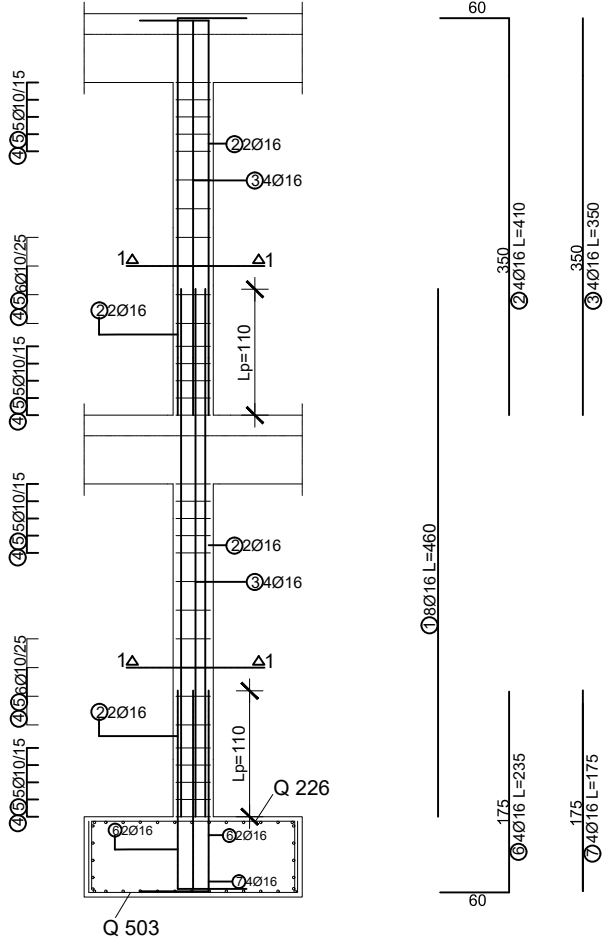 60
④⑤5Ø10/15
②2Ø16
③4Ø16
350
②4Ø16 L=410
350
③4Ø16 L=350
1 1
④⑤6Ø10/25
②2Ø16
Lp=110
④⑤5Ø10/15
④⑤5Ø10/15
②2Ø16
③4Ø16
①8Ø16 L=460
1 1
④⑤6Ø10/25
②2Ø16
Lp=110
④⑤5Ø10/15
Q 226
⑥2Ø16
⑥2Ø16
⑦4Ø16
175
⑥4Ø16 L=235
175
⑦4Ø16 L=175
60
Q 503